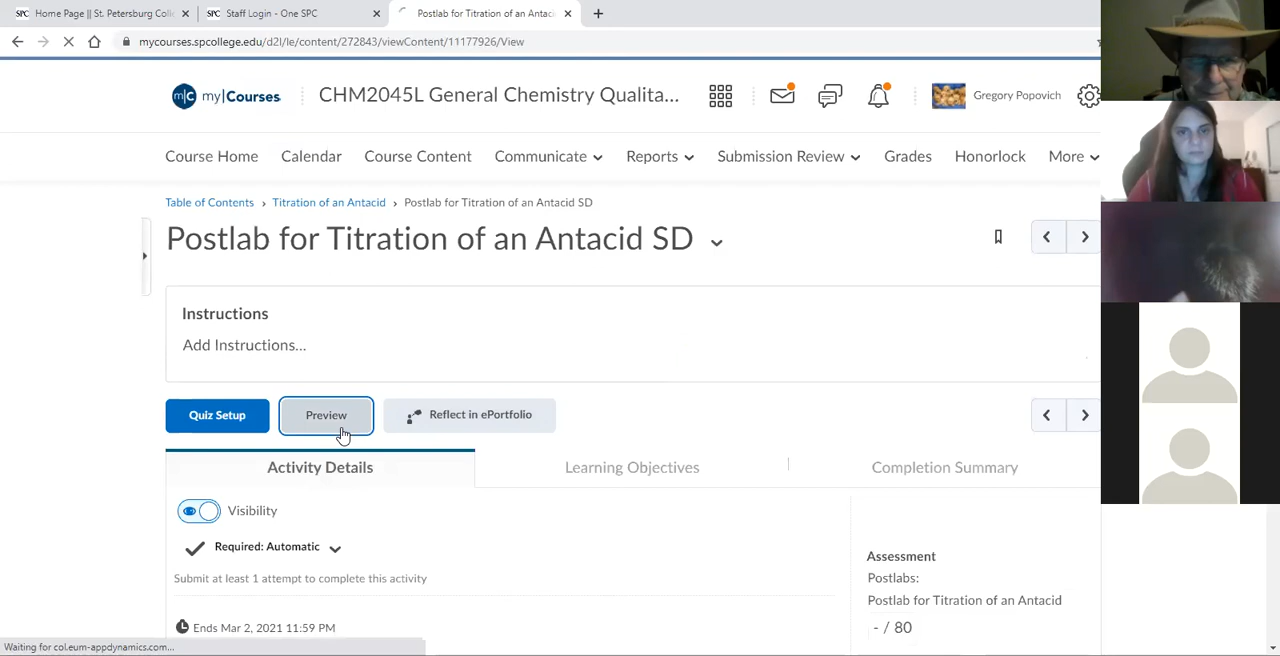 SPC Home Page || St. Petersburg Coll
SPC Staff Login - One SPC
Postlab for Titration of an Antaci
mycourses.spcollege.edu/d2l/le/content/272843/viewContent/11177926/View
m|C my|Courses
CHM2045L General Chemistry Qualita...
Gregory Popovich
Course Home Calendar Course Content Communicate Reports Submission Review Grades Honorlock More
Table of Contents › Titration of an Antacid › Postlab for Titration of an Antacid SD
Postlab for Titration of an Antacid SD
Instructions
Add Instructions...
Quiz Setup Preview Reflect in ePortfolio
Activity Details Learning Objectives Completion Summary
Visibility
Required: Automatic
Submit at least 1 attempt to complete this activity
Ends Mar 2, 2021 11:59 PM
Assessment
Postlabs:
Postlab for Titration of an Antacid
- / 80
Waiting for col.eum-appdynamics.com...